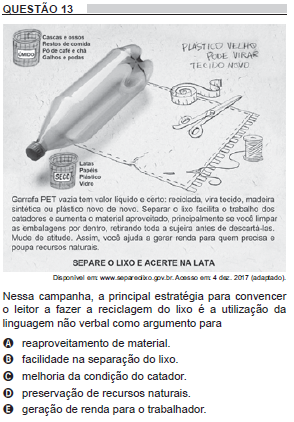 QUESTÃO 13
Cascas e ossos
Restos de comida
Pó de café e chá
Galhos e podas
ÚMIDO
PLÁSTICO VELHO
PODE VIRAR
TECIDO NOVO
Latas
Papéis
Plástico
Vidro
SECO
Garrafa PET vazia tem valor líquido e certo: reciclada, vira tecido, madeira
sintética ou plástico novo de novo. Separar o lixo facilita o trabalho dos
catadores e aumenta o material aproveitado, principalmente se você limpar
as embalagens por dentro, retirando toda a sujeira antes de descartá-las.
Mude de atitude. Assim, você ajuda a gerar renda para quem precisa e
poupa recursos naturais.
SEPARE O LIXO E ACERTE NA LATA
Disponível em: www.separeolixo.gov.br. Acesso em: 4 dez. 2017 (adaptado).
Nessa campanha, a principal estratégia para convencer
o leitor a fazer a reciclagem do lixo é a utilização da
linguagem não verbal como argumento para
A reaproveitamento de material.
B facilidade na separação do lixo.
C melhoria da condição do catador.
D preservação de recursos naturais.
E geração de renda para o trabalhador.